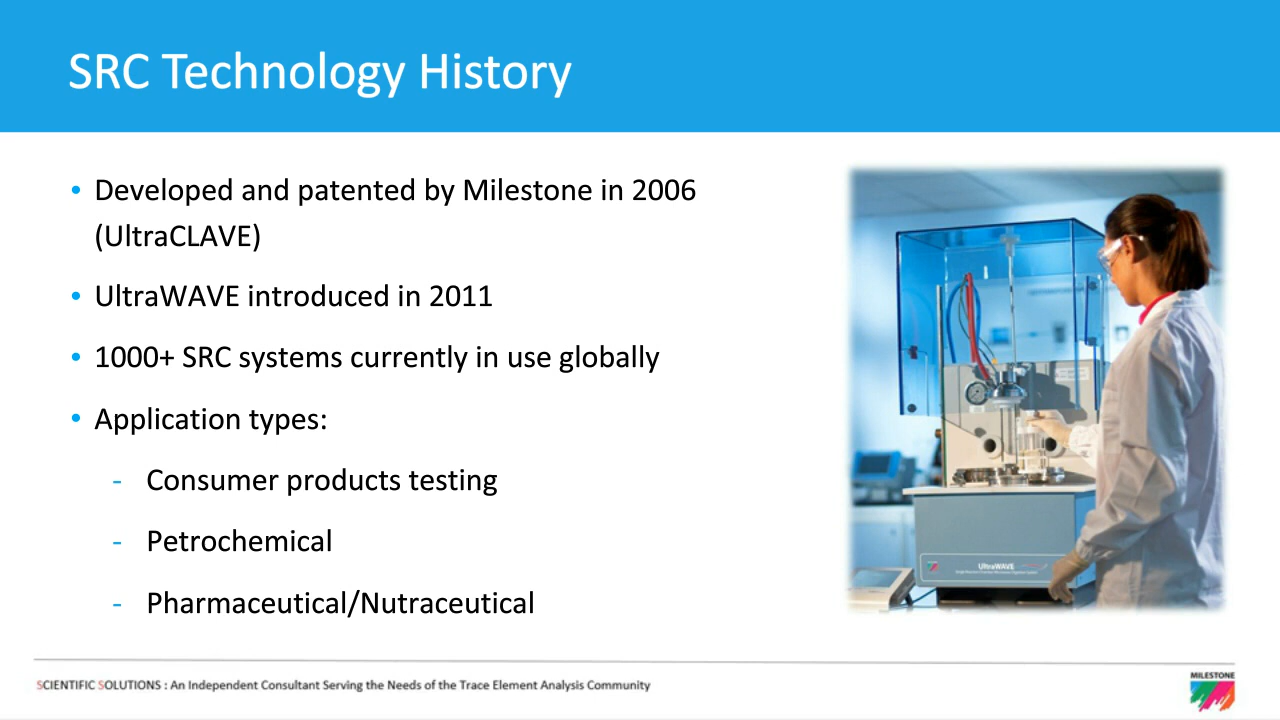 SRC Technology History
• Developed and patented by Milestone in 2006
(UltraCLAVE)
• UltraWAVE introduced in 2011
• 1000+ SRC systems currently in use globally
• Application types:
- Consumer products testing
- Petrochemical
- Pharmaceutical/Nutraceutical
UltraWAVE
SCIENTIFIC SOLUTIONS : An Independent Consultant Serving the Needs of the Trace Element Analysis Community
MILESTONE